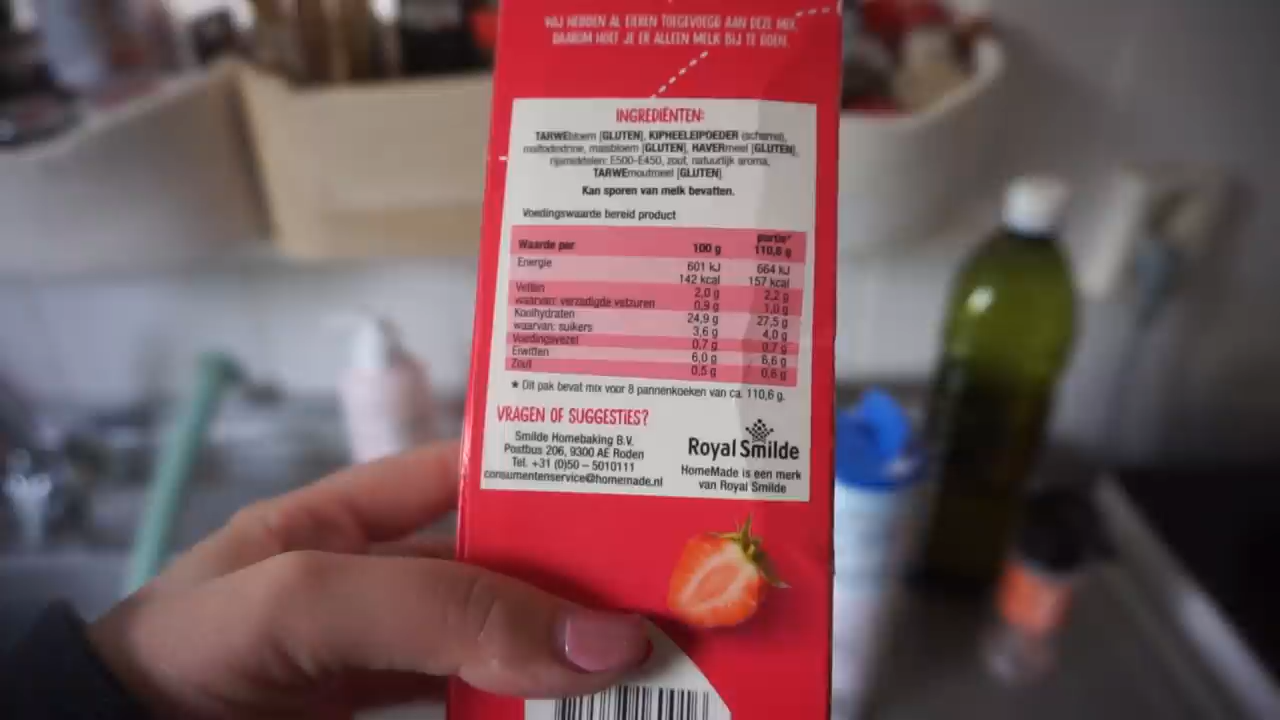 WIJ HEBBEN AL EIEREN TOEGEVOEGD AAN DEZE MIX,
DAAROM HOEF JE ER ALLEEN MELK BIJ TE DOEN.
INGREDIËNTEN:
TARWEbloem [GLUTEN], KIPHEELEIPOEDER (scharrel),
maltodextrine, maisbloem [GLUTEN], HAVERmeel [GLUTEN],
rijsmiddelen: E500-E450, zout, natuurlijk aroma,
TARWEmoutmeel [GLUTEN]
Kan sporen van melk bevatten.
Voedingswaarde bereid product
Waarde per 100 g portie* 110,6 g
Energie 601 kJ 664 kJ
142 kcal 157 kcal
Vetten 2,0 g 2,2 g
waarvan: verzadigde vetzuren 0,9 g 1,0 g
Koolhydraten 24,9 g 27,5 g
waarvan: suikers 3,6 g 4,0 g
Voedingsvezel 0,7 g 0,7 g
Eiwitten 6,0 g 6,6 g
Zout 0,5 g 0,6 g
* Dit pak bevat mix voor 8 pannenkoeken van ca. 110,6 g.
VRAGEN OF SUGGESTIES?
Smilde Homebaking B.V.
Postbus 206, 9300 AE Roden
Tel. +31 (0)50 – 5010111
consumentenservice@homemade.nl
Royal Smilde
HomeMade is een merk
van Royal Smilde